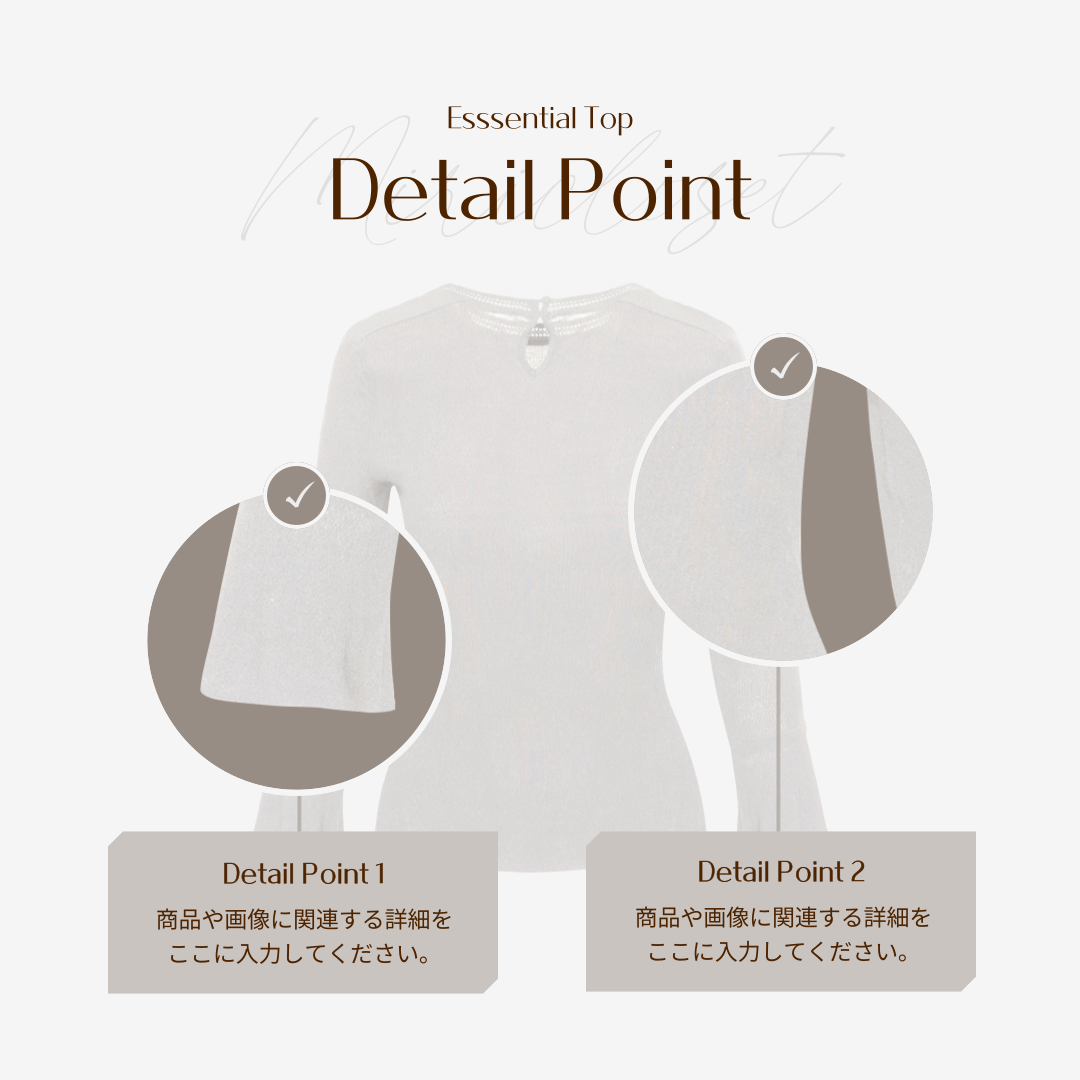 Esssential Top
Detail Point
Detail Point 1
商品や画像に関連する詳細を
ここに入力してください。
Detail Point 2
商品や画像に関連する詳細を
ここに入力してください。